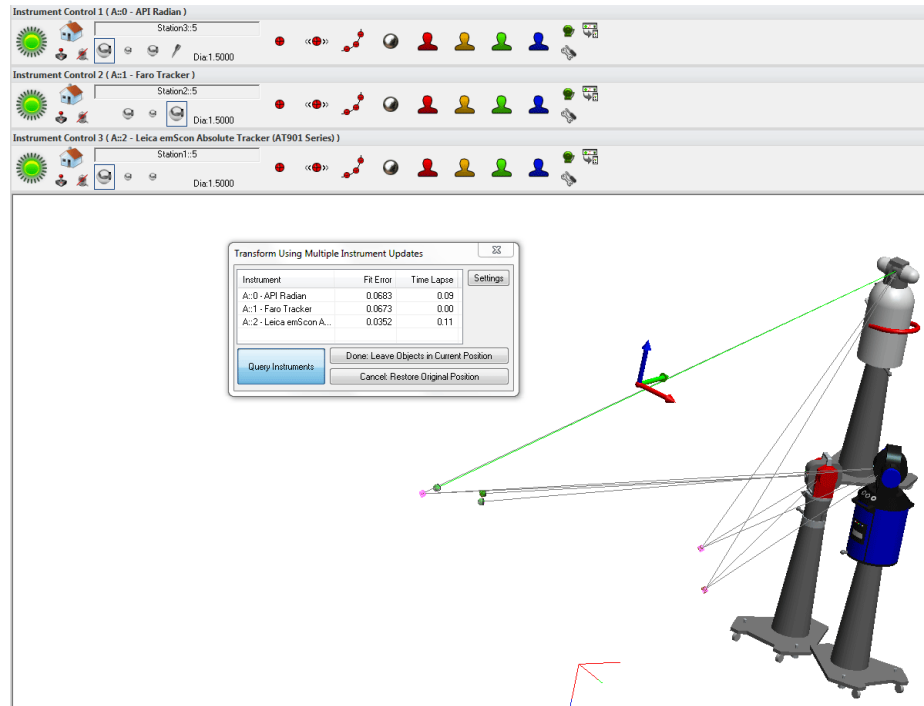 Instrument Control 1 ( A::0 - API Radian )
Station3::5
Dia:1.5000
Instrument Control 2 ( A::1 - Faro Tracker )
Station2::5
Dia:1.5000
Instrument Control 3 ( A::2 - Leica emScon Absolute Tracker (AT901 Series) )
Station1::5
Dia:1.5000
Transform Using Multiple Instrument Updates
Instrument Fit Error Time Lapse Settings
A::0 - API Radian 0.0683 0.09
A::1 - Faro Tracker 0.0673 0.00
A::2 - Leica emScon A... 0.0352 0.11
Query Instruments
Done: Leave Objects in Current Position
Cancel: Restore Original Position